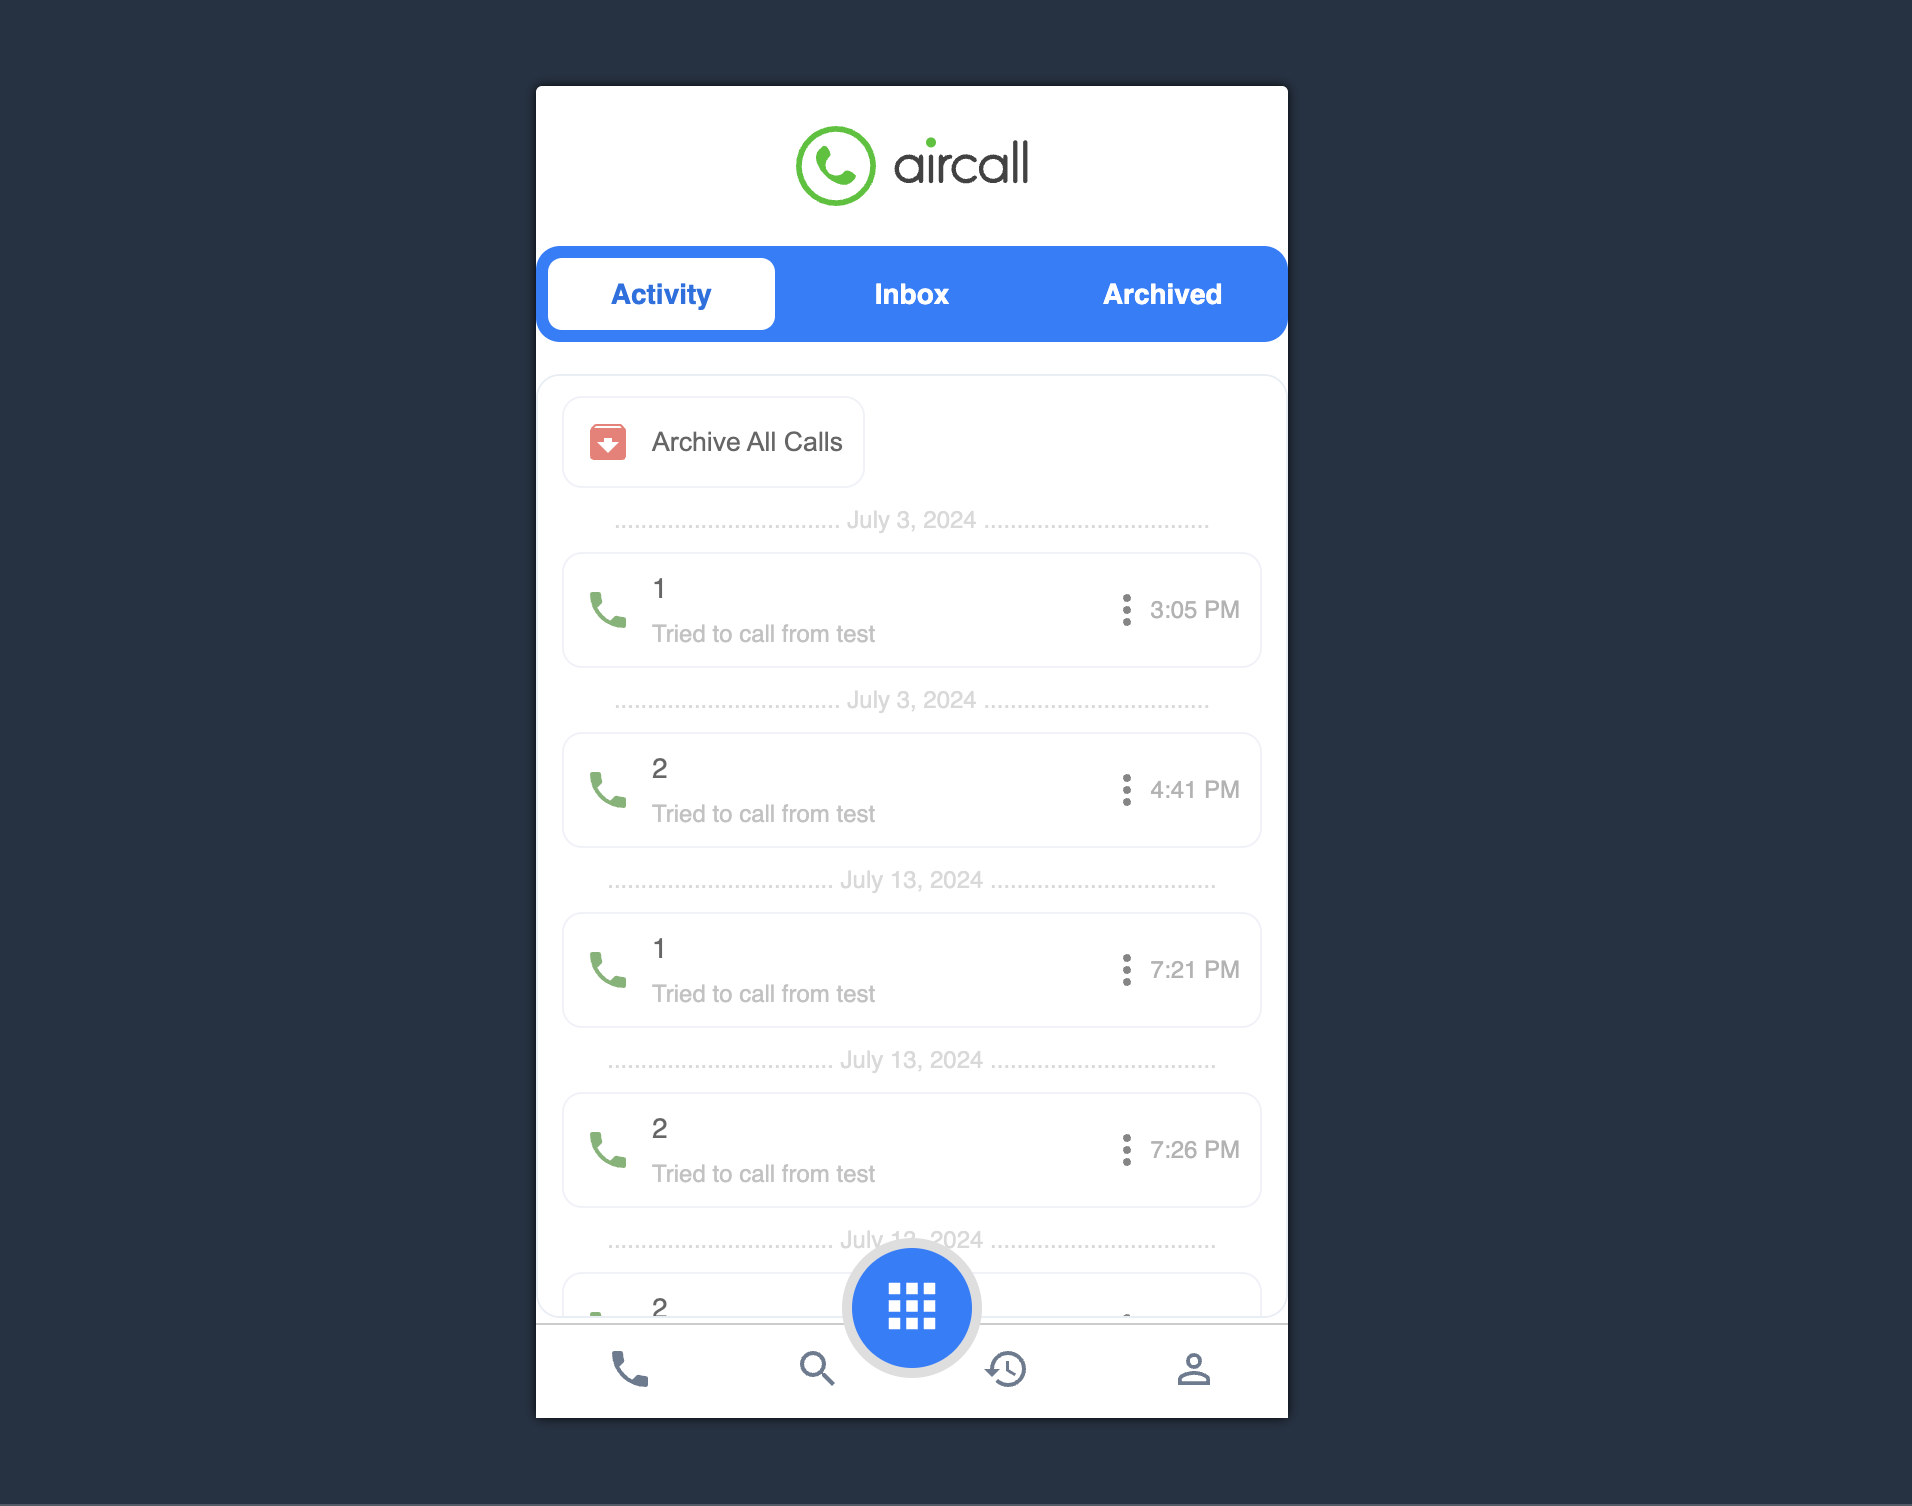 aircall
Activity Inbox Archived
Archive All Calls
.................................. July 3, 2024 ..................................
1
Tried to call from test
3:05 PM
.................................. July 3, 2024 ..................................
2
Tried to call from test
4:41 PM
.................................. July 13, 2024 ..................................
1
Tried to call from test
7:21 PM
.................................. July 13, 2024 ..................................
2
Tried to call from test
7:26 PM
.................................. July 13, 2024 ..................................
2